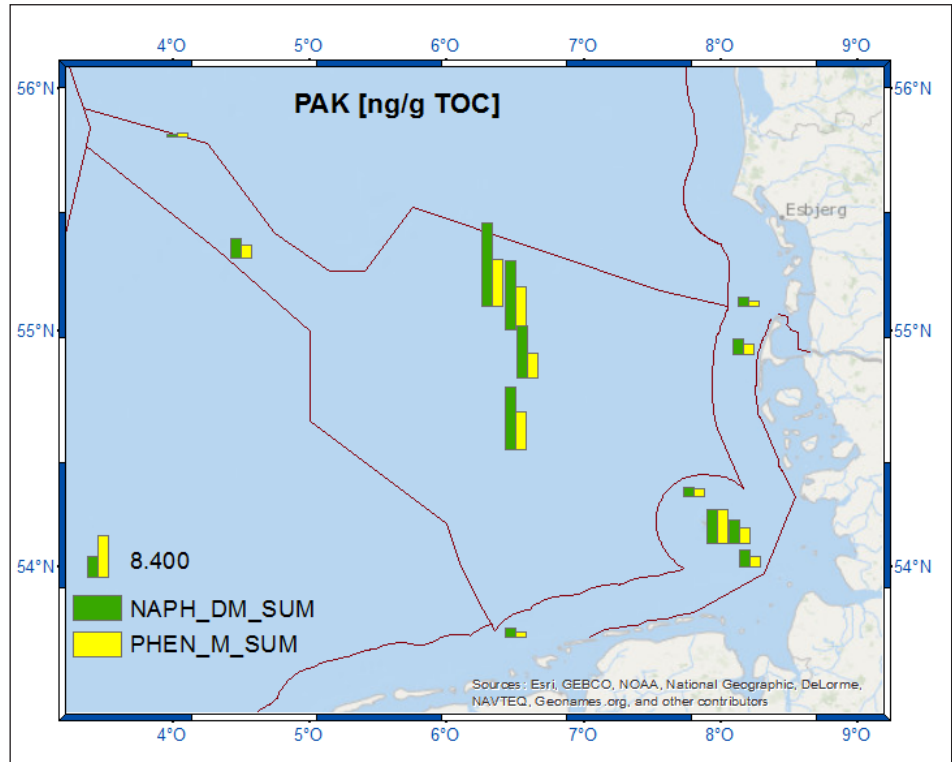 4°O 5°O 6°O 7°O 8°O 9°O
56°N 56°N
PAK [ng/g TOC]
Esbjerg
55°N 55°N
54°N 54°N
8.400
NAPH_DM_SUM
PHEN_M_SUM
Sources: Esri, GEBCO, NOAA, National Geographic, DeLorme,
NAVTEQ, Geonames.org, and other contributors
4°O 5°O 6°O 7°O 8°O 9°O